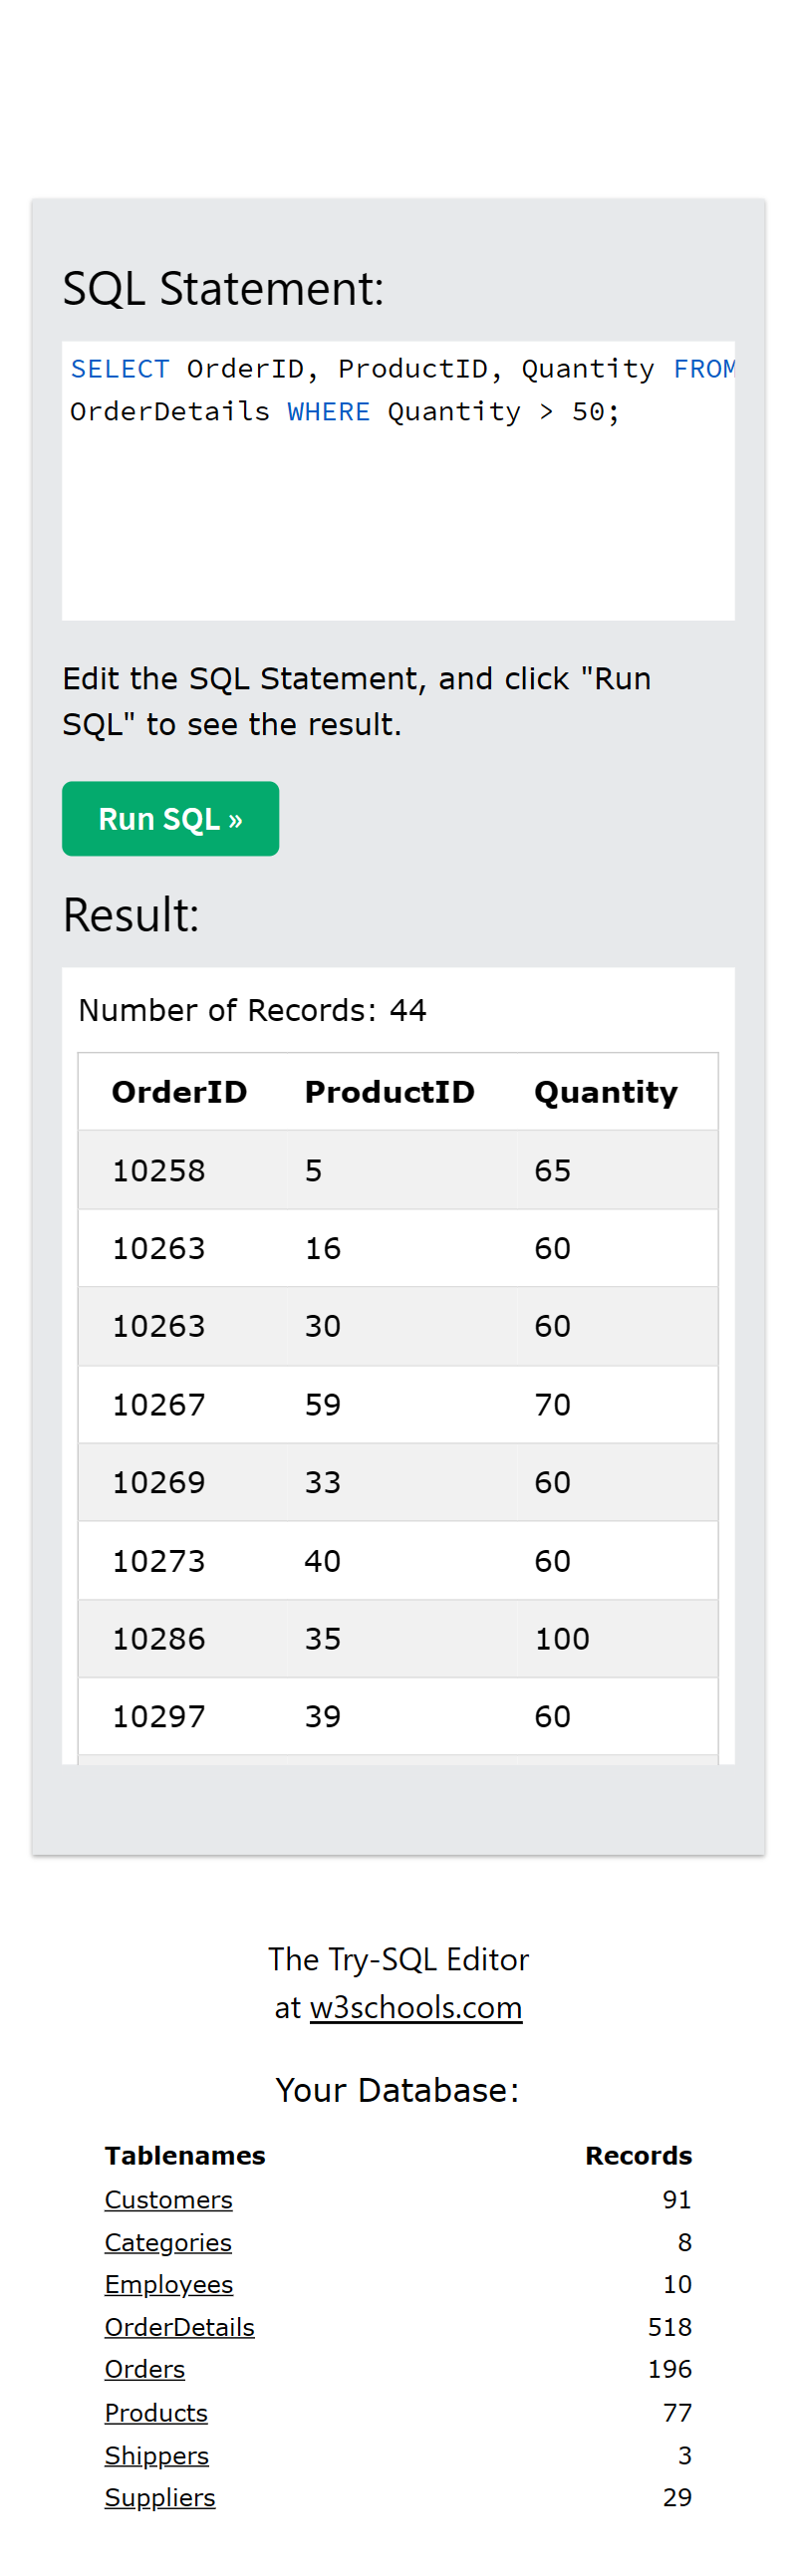 SQL Statement:
SELECT OrderID, ProductID, Quantity FROM
OrderDetails WHERE Quantity > 50;
Edit the SQL Statement, and click "Run
SQL" to see the result.
Run SQL »
Result:
Number of Records: 44
OrderID ProductID Quantity
10258 5 65
10263 16 60
10263 30 60
10267 59 70
10269 33 60
10273 40 60
10286 35 100
10297 39 60
The Try-SQL Editor
at w3schools.com
Your Database:
Tablenames Records
Customers 91
Categories 8
Employees 10
OrderDetails 518
Orders 196
Products 77
Shippers 3
Suppliers 29